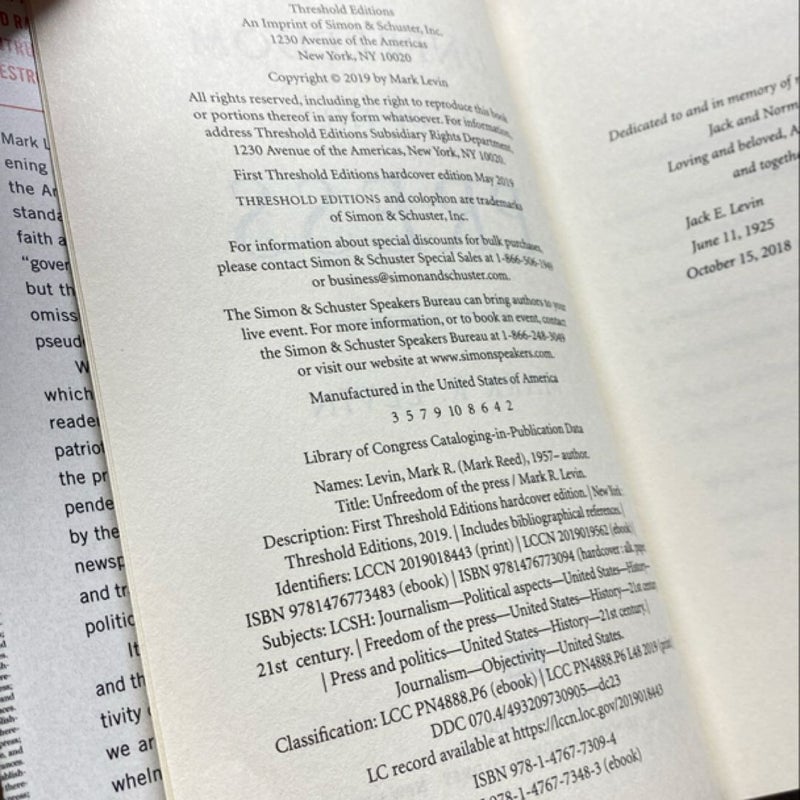 D RA
TRU
ESTR
Mark L
ening
the Am
standa
faith a
"gover
but th
omiss
pseud
W
which
reade
patriot
the pr
pende
by the
newsp
and tr
politic
It
and th
tivity
we ar
wheln
Threshold Editions
An Imprint of Simon & Schuster, Inc.
1230 Avenue of the Americas
New York, NY 10020
Copyright © 2019 by Mark Levin
All rights reserved, including the right to reproduce this book
or portions thereof in any form whatsoever. For information,
address Threshold Editions Subsidiary Rights Department,
1230 Avenue of the Americas, New York, NY 10020.
First Threshold Editions hardcover edition May 2019
THRESHOLD EDITIONS and colophon are trademarks
of Simon & Schuster, Inc.
For information about special discounts for bulk purchases,
please contact Simon & Schuster Special Sales at 1-866-506-1949
or business@simonandschuster.com.
The Simon & Schuster Speakers Bureau can bring authors to your
live event. For more information, or to book an event, contact
the Simon & Schuster Speakers Bureau at 1-866-248-3049
or visit our website at www.simonspeakers.com.
Manufactured in the United States of America
3 5 7 9 10 8 6 4 2
Library of Congress Cataloging-in-Publication Data
Names: Levin, Mark R. (Mark Reed), 1957– author.
Title: Unfreedom of the press / Mark R. Levin.
Description: First Threshold Editions hardcover edition. | New York:
Threshold Editions, 2019. | Includes bibliographical references. |
Identifiers: LCCN 2019018443 (print) | LCCN 2019019562 (ebook) |
ISBN 9781476773483 (ebook) | ISBN 9781476773094 (hardcover : alk. paper)
Subjects: LCSH: Journalism—Political aspects—United States—History—
21st century. | Freedom of the press—United States—History—21st century
| Press and politics—United States—History—21st century. |
Journalism—Objectivity—United States.
Classification: LCC PN4888.P6 (ebook) | LCC PN4888.P6 L48 2019 (print)
DDC 070.4/493209730905—dc23
LC record available at https://lccn.loc.gov/2019018443
ISBN 978-1-4767-7309-4
978-1-4767-7348-3 (ebook)
Dedicated to and in memory of
Jack and Norm
Loving and beloved, A
and togethe
Jack E. Levin
June 11, 1925
October 15, 2018